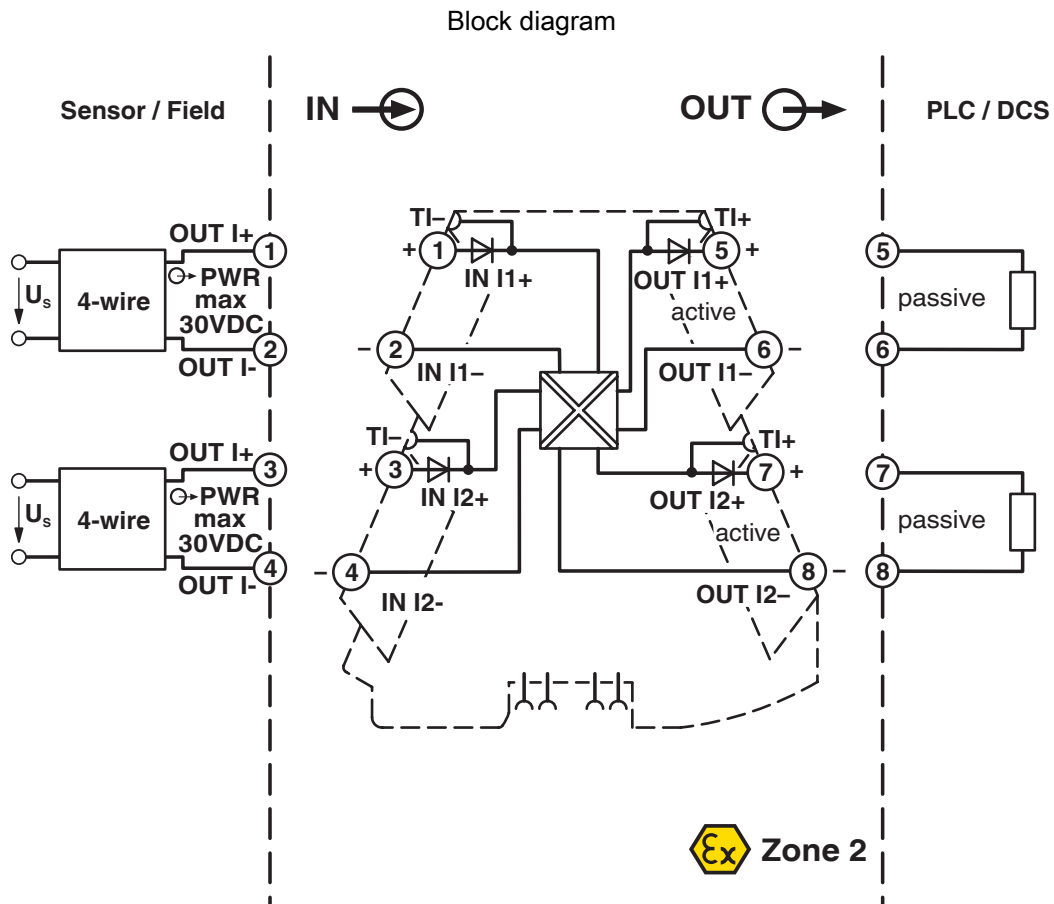 Block diagram
Sensor / Field
IN
OUT
PLC / DCS
OUT I+
1
4-wire
Us
PWR
max
30VDC
2
OUT I-
OUT I+
3
4-wire
Us
PWR
max
30VDC
4
OUT I-
TI–
+
1
IN I1+
–
2
IN I1–
TI–
+
3
IN I2+
–
4
IN I2-
TI+
5
+
OUT I1+
active
6
–
OUT I1–
TI+
7
+
OUT I2+
active
8
–
OUT I2–
5
passive
6
7
passive
8
Ex Zone 2